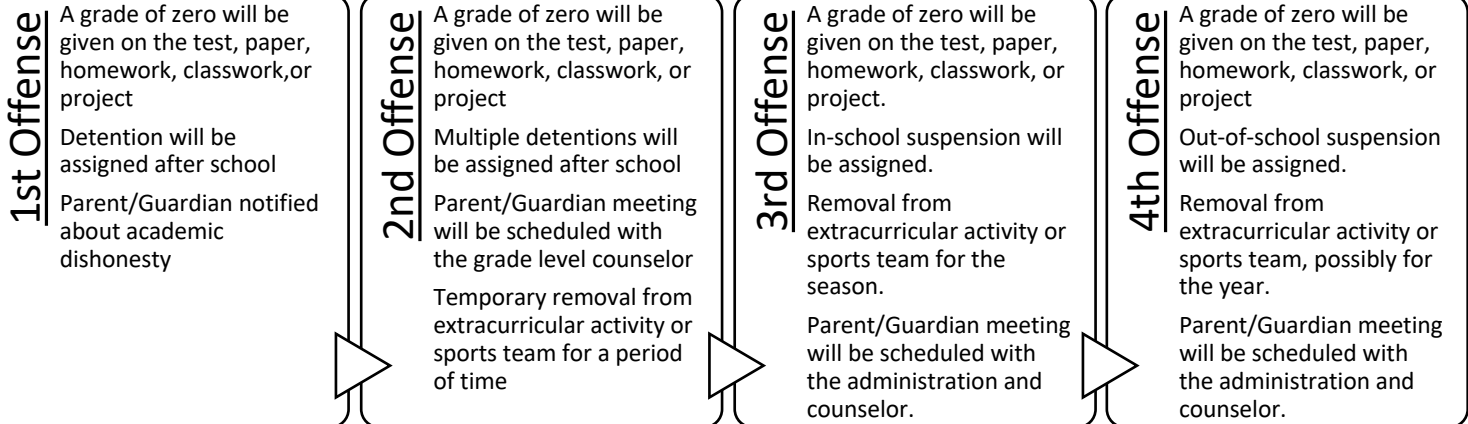 1st Offense
A grade of zero will be
given on the test, paper,
homework, classwork,or
project
Detention will be
assigned after school
Parent/Guardian notified
about academic
dishonesty
2nd Offense
A grade of zero will be
given on the test, paper,
homework, classwork, or
project
Multiple detentions will
be assigned after school
Parent/Guardian meeting
will be scheduled with
the grade level counselor
Temporary removal from
extracurricular activity or
sports team for a period
of time
3rd Offense
A grade of zero will be
given on the test, paper,
homework, classwork, or
project.
In-school suspension will
be assigned.
Removal from
extracurricular activity or
sports team for the
season.
Parent/Guardian meeting
will be scheduled with
the administration and
counselor.
4th Offense
A grade of zero will be
given on the test, paper,
homework, classwork, or
project
Out-of-school suspension
will be assigned.
Removal from
extracurricular activity or
sports team, possibly for
the year.
Parent/Guardian meeting
will be scheduled with
the administration and
counselor.